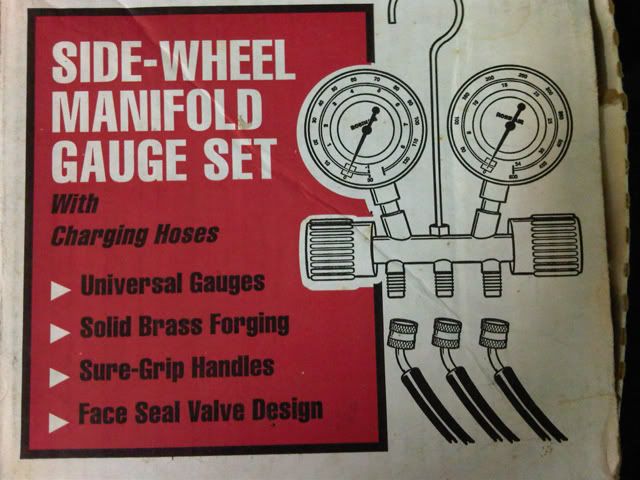 SIDE-WHEEL
MANIFOLD
GAUGE SET
With
Charging Hoses
Universal Gauges
Solid Brass Forging
Sure-Grip Handles
Face Seal Valve Design